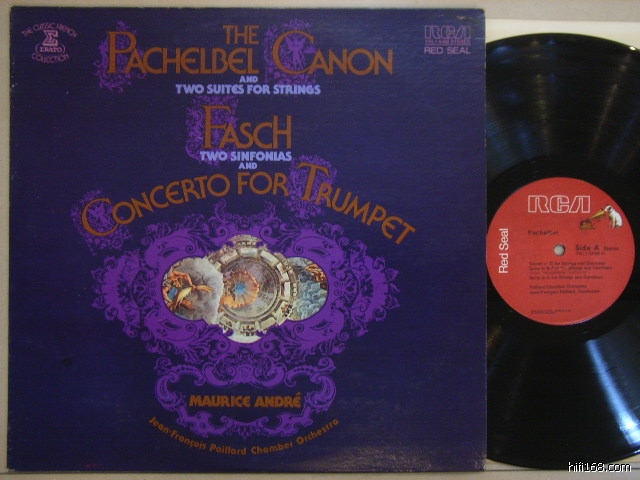 THE CLASSIC FRENCH
ERATO
COLLECTION
RCA
RED SEAL
THE
PACHELBEL CANON
AND
TWO SUITES FOR STRINGS
FASCH
TWO SINFONIAS
AND
CONCERTO FOR TRUMPET
MAURICE ANDRÉ
Jean-François Paillard Chamber Orchestra
RCA
Red Seal
Pachelbel
Side A
hifi168.com